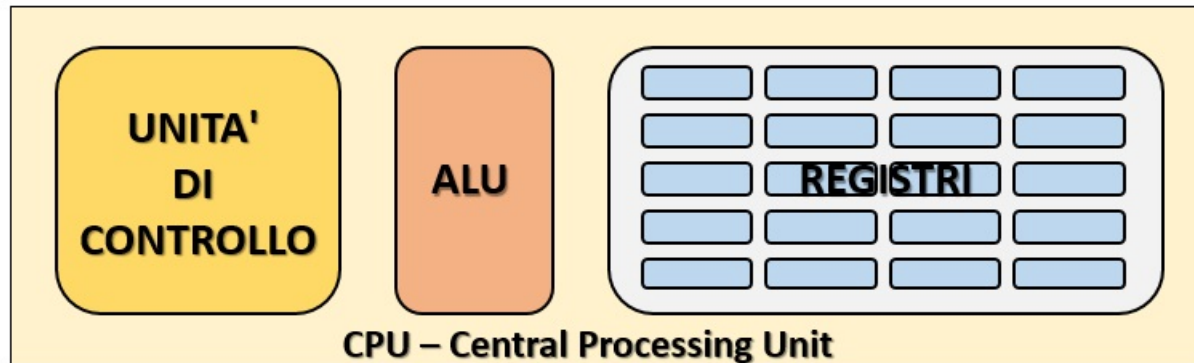 UNITA'
DI
CONTROLLO
ALU
REGISTRI
CPU – Central Processing Unit